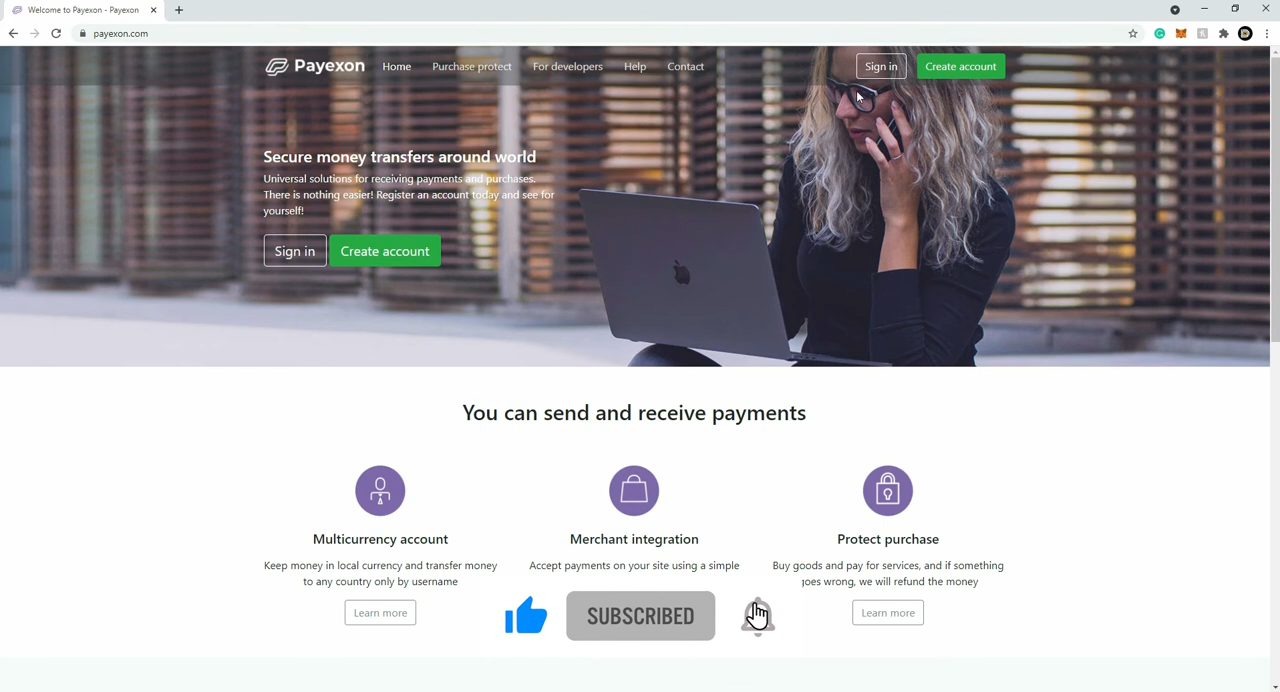 Welcome to Payexon - Payexon
payexon.com
Payexon Home Purchase protect For developers Help Contact Sign in Create account
Secure money transfers around world
Universal solutions for receiving payments and purchases.
There is nothing easier! Register an account today and see for
yourself!
Sign in Create account
You can send and receive payments
Multicurrency account
Keep money in local currency and transfer money
to any country only by username
Learn more
Merchant integration
Accept payments on your site using a simple
Protect purchase
Buy goods and pay for services, and if something
goes wrong, we will refund the money
Learn more
SUBSCRIBED